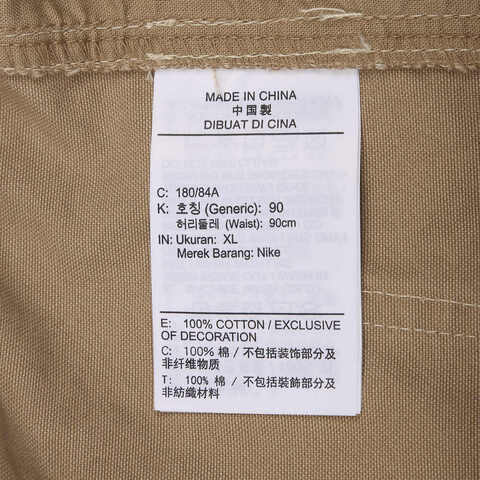 MADE IN CHINA
中国製
DIBUAT DI CINA
C: 180/84A
K: 호칭 (Generic): 90
허리둘레 (Waist): 90cm
IN: Ukuran: XL
Merek Barang: Nike
E: 100% COTTON / EXCLUSIVE
OF DECORATION
C: 100% 棉 / 不包括装饰部分及
非纤维物质
T: 100% 棉 / 不包括裝飾部分及
非紡織材料